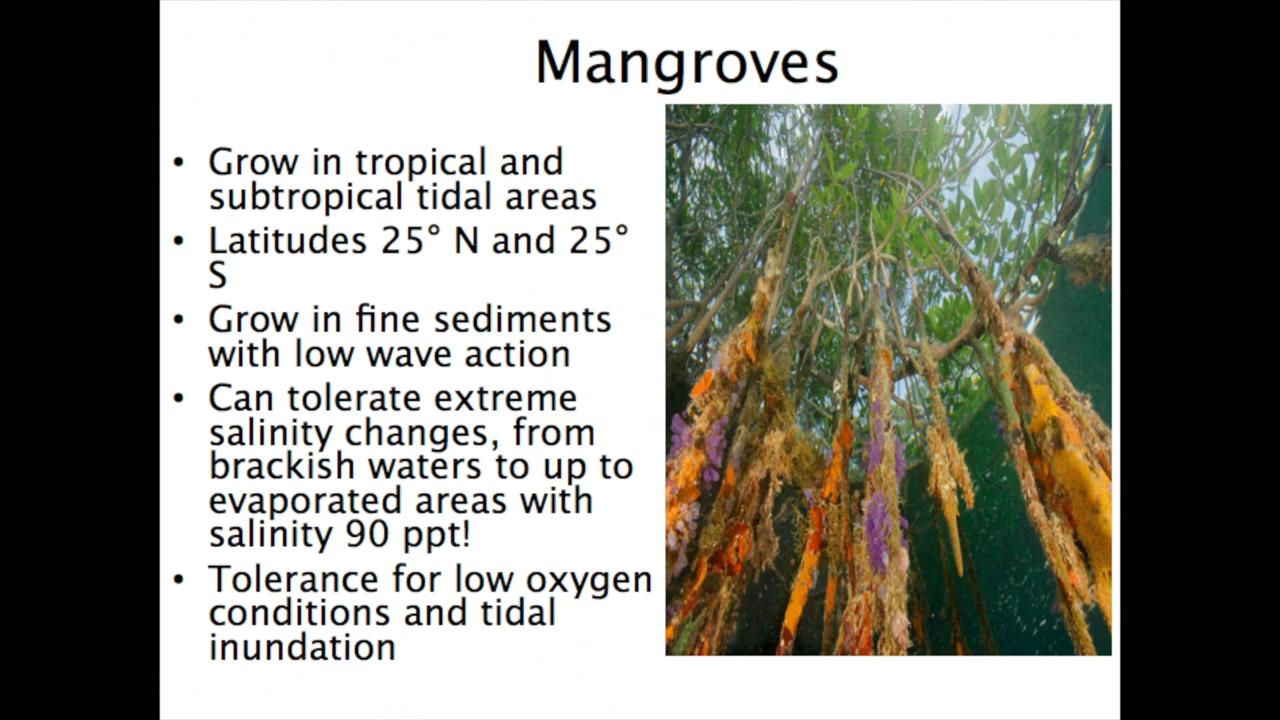 Mangroves
• Grow in tropical and
subtropical tidal areas
• Latitudes 25° N and 25°
S
• Grow in fine sediments
with low wave action
• Can tolerate extreme
salinity changes, from
brackish waters to up to
evaporated areas with
salinity 90 ppt!
• Tolerance for low oxygen
conditions and tidal
inundation